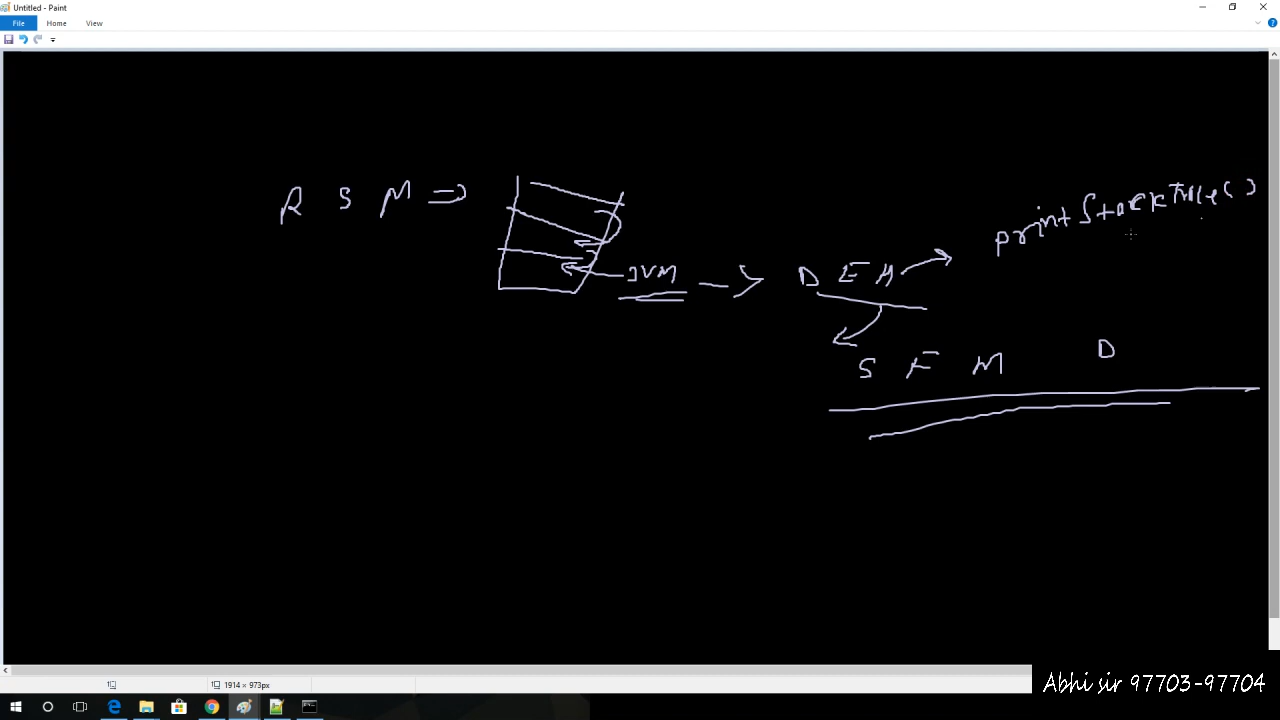 Untitled - Paint
File Home View
R S M =>
JVM
D E H
printStackTrace()
S F M D
1914 × 973px
Abhi sir 97703-97704